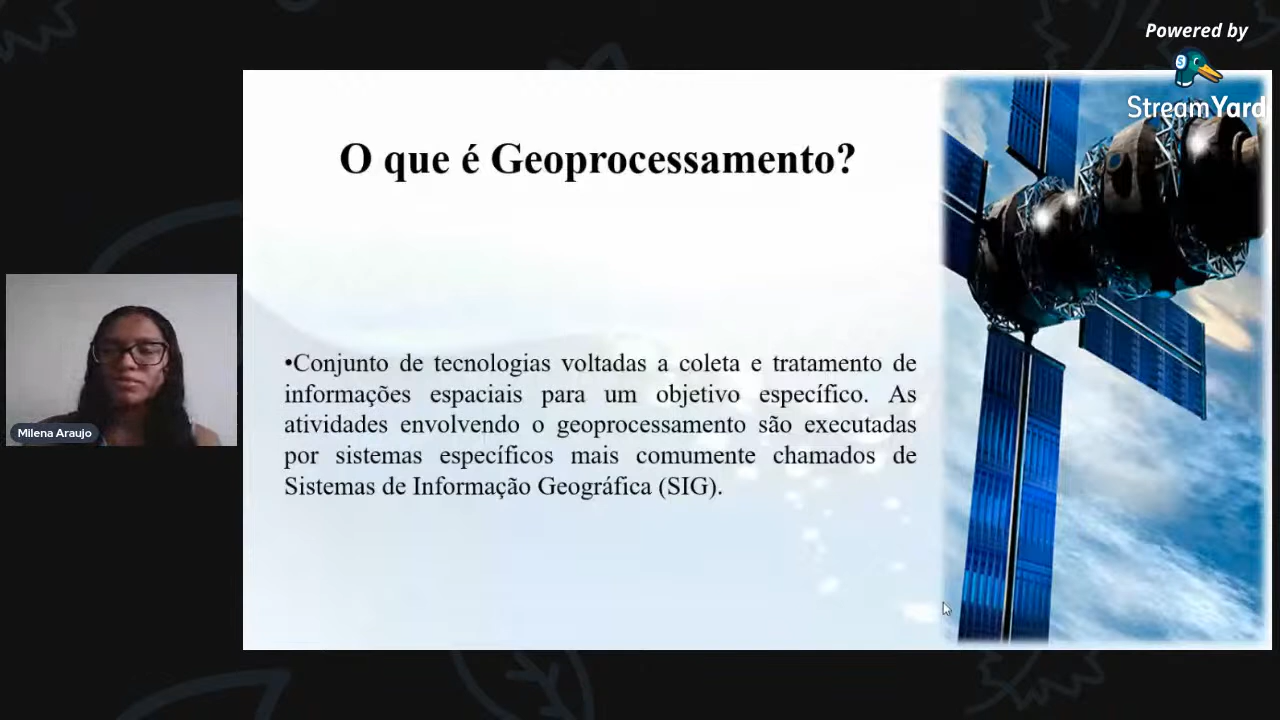 Powered by
StreamYard
O que é Geoprocessamento?
•Conjunto de tecnologias voltadas a coleta e tratamento de
informações espaciais para um objetivo específico. As
atividades envolvendo o geoprocessamento são executadas
por sistemas específicos mais comumente chamados de
Sistemas de Informação Geográfica (SIG).
Milena Araujo